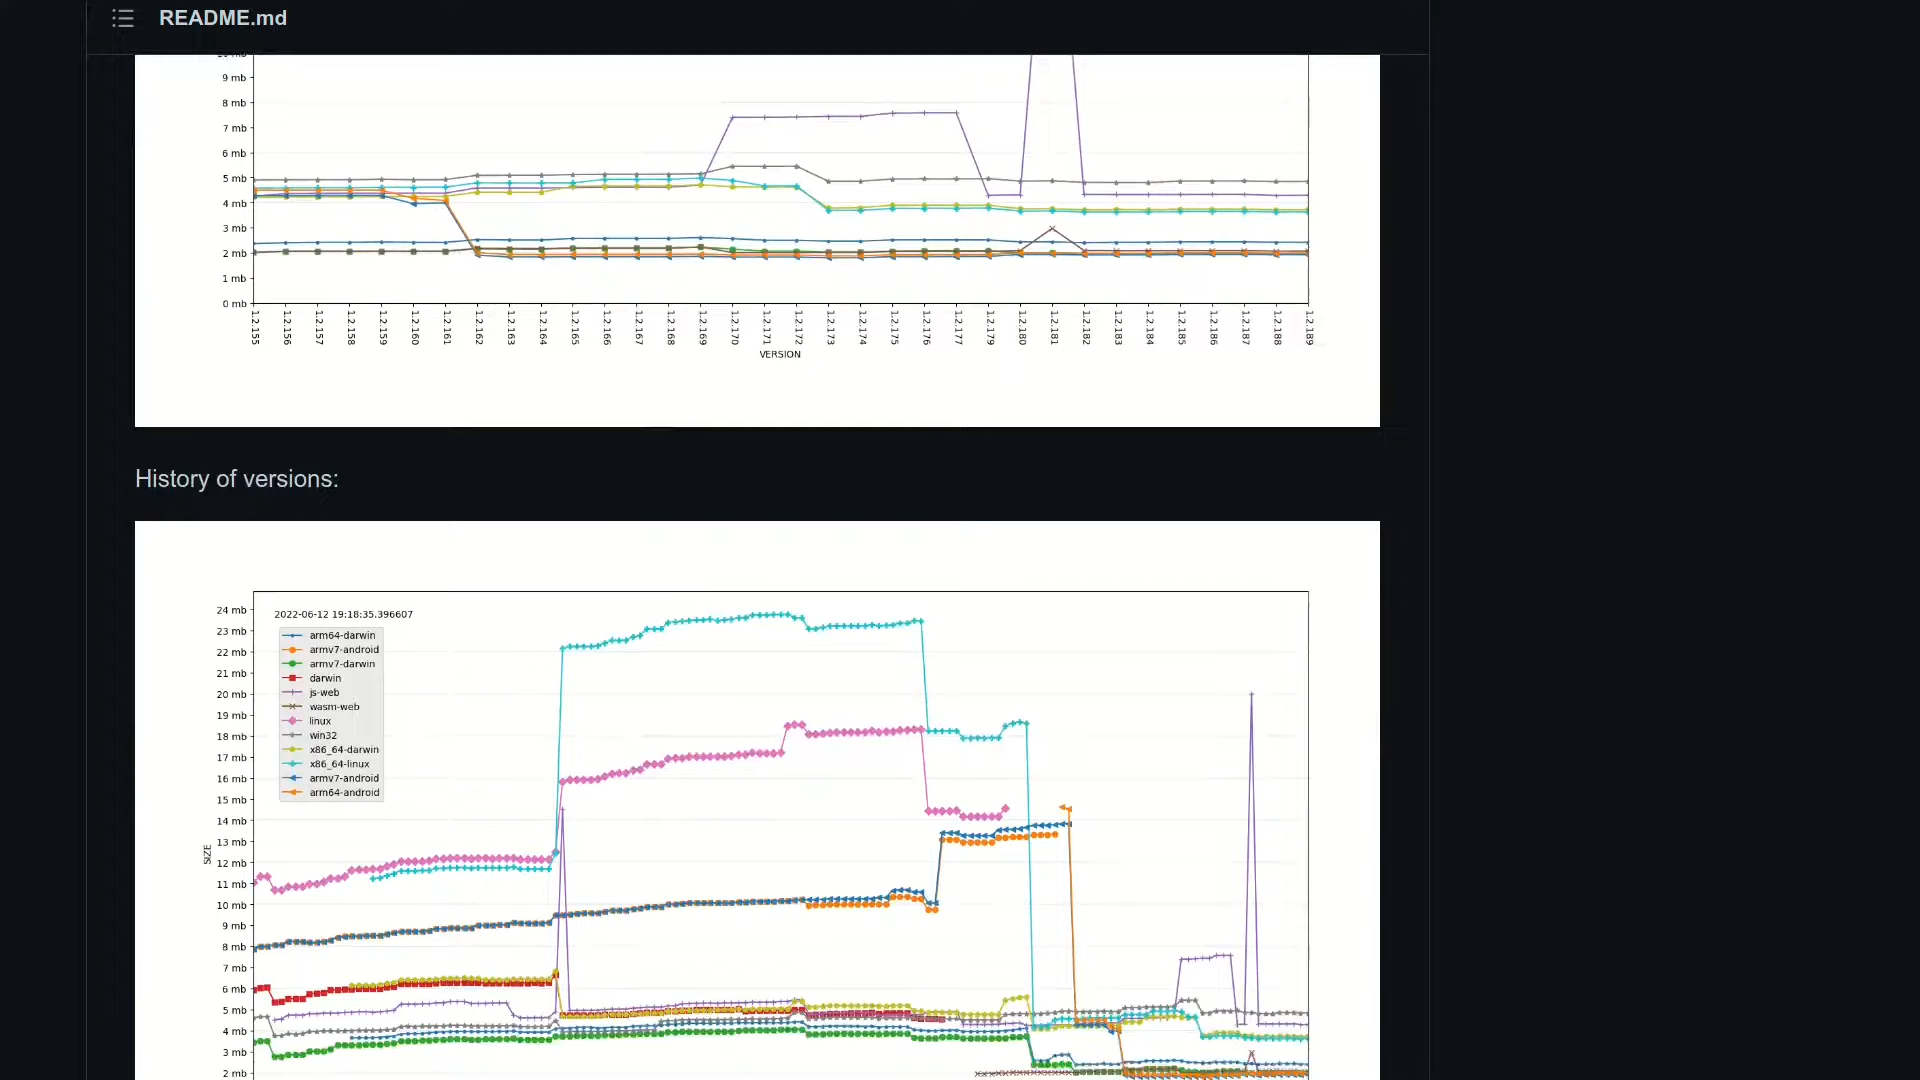 README.md
9 mb
8 mb
7 mb
6 mb
5 mb
4 mb
3 mb
2 mb
1 mb
0 mb
1.2.155
1.2.156
1.2.157
1.2.158
1.2.159
1.2.160
1.2.161
1.2.162
1.2.163
1.2.164
1.2.165
1.2.166
1.2.167
1.2.168
1.2.169
1.2.170
1.2.171
1.2.172
1.2.173
1.2.174
1.2.175
1.2.176
1.2.177
1.2.179
1.2.180
1.2.181
1.2.182
1.2.183
1.2.184
1.2.185
1.2.186
1.2.187
1.2.188
1.2.189
VERSION
History of versions:
2022-06-12 19:18:35.396607
arm64-darwin
armv7-android
armv7-darwin
darwin
js-web
wasm-web
linux
win32
x86_64-darwin
x86_64-linux
armv7-android
arm64-android
24 mb
23 mb
22 mb
21 mb
20 mb
19 mb
18 mb
17 mb
16 mb
15 mb
14 mb
13 mb
12 mb
11 mb
10 mb
9 mb
8 mb
7 mb
6 mb
5 mb
4 mb
3 mb
2 mb
SIZE